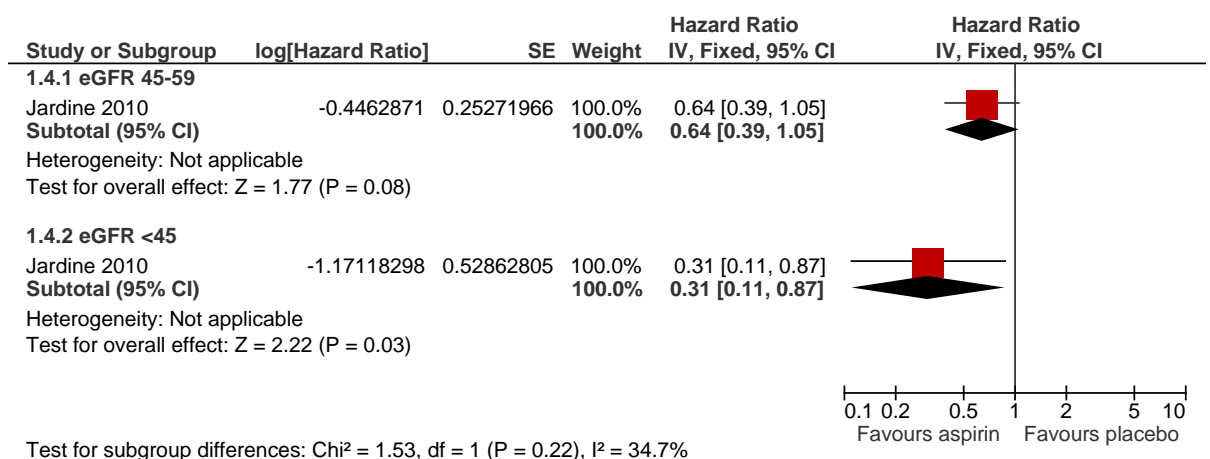 Hazard Ratio Hazard Ratio
Study or Subgroup log[Hazard Ratio] SE Weight IV, Fixed, 95% CI IV, Fixed, 95% CI
1.4.1 eGFR 45-59
Jardine 2010 -0.4462871 0.25271966 100.0% 0.64 [0.39, 1.05]
Subtotal (95% CI) 100.0% 0.64 [0.39, 1.05]
Heterogeneity: Not applicable
Test for overall effect: Z = 1.77 (P = 0.08)
1.4.2 eGFR <45
Jardine 2010 -1.17118298 0.52862805 100.0% 0.31 [0.11, 0.87]
Subtotal (95% CI) 100.0% 0.31 [0.11, 0.87]
Heterogeneity: Not applicable
Test for overall effect: Z = 2.22 (P = 0.03)
0.1 0.2 0.5 1 2 5 10
Favours aspirin Favours placebo
Test for subgroup differences: Chi² = 1.53, df = 1 (P = 0.22), I² = 34.7%